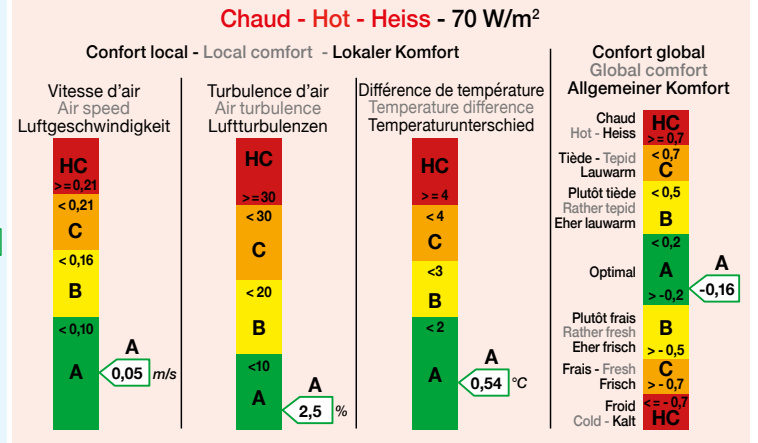 Chaud - Hot - Heiss - 70 W/m²
Confort local - Local comfort - Lokaler Komfort
Vitesse d'air
Air speed
Luftgeschwindigkeit
HC
>=0,21
<0,21
C
<0,16
B
<0,10
A
A
0,05 m/s
Turbulence d'air
Air turbulence
Luftturbulenzen
HC
>=30
<30
C
<20
B
<10
A
A
2,5 %
Différence de température
Temperature difference
Temperaturunterschied
HC
>=4
<4
C
<3
B
<2
A
A
0,54 °C
Confort global
Global comfort
Allgemeiner Komfort
Chaud
Hot - Heiss
HC
>=0,7
Tiède - Tepid
Lauwarm
<0,7
C
Plutôt tiède
Rather tepid
Eher lauwarm
<0,5
B
Optimal
<0,2
A
>-0,2
A
-0,16
Plutôt frais
Rather fresh
Eher frisch
B
>-0,5
Frais - Fresh
Frisch
C
>-0,7
Froid
Cold - Kalt
<=-0,7
HC